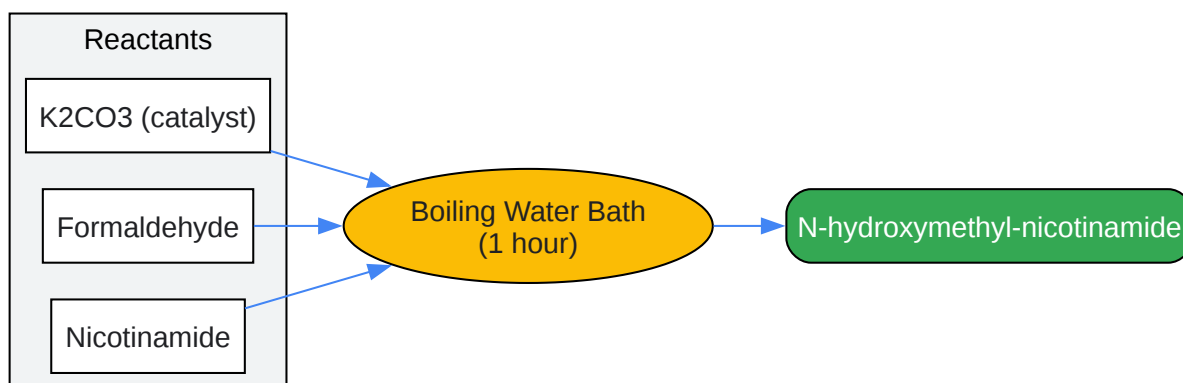 Reactants
K2CO3 (catalyst)
Formaldehyde
Nicotinamide
Boiling Water Bath
(1 hour)
N-hydroxymethyl-nicotinamide